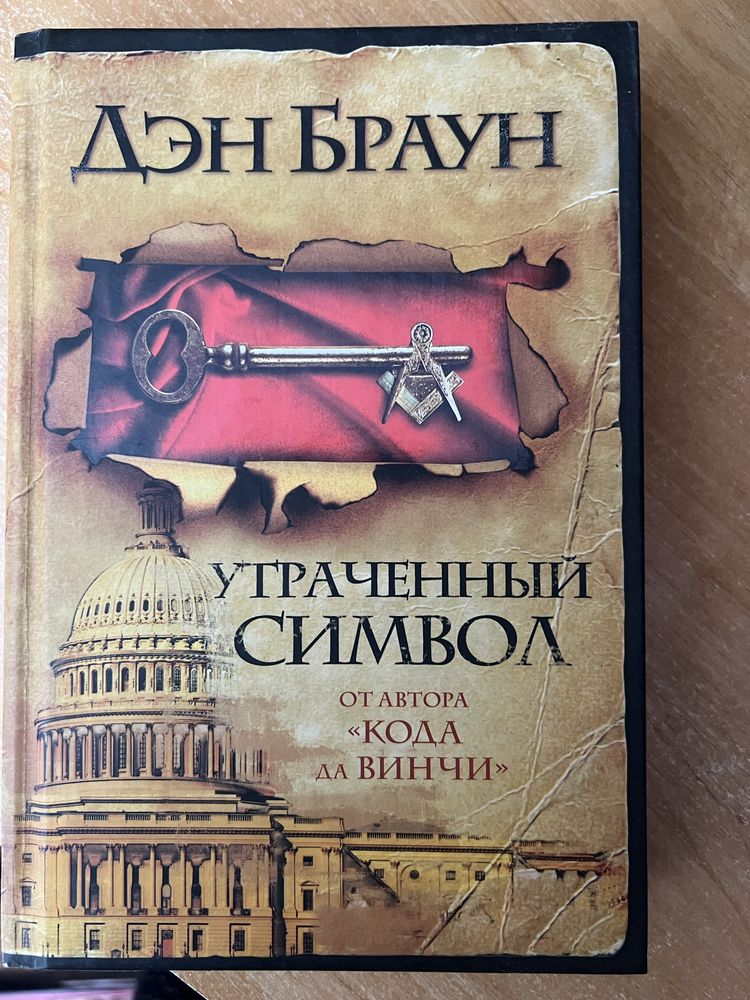 ДЭН БРАУН
УТРАЧЕННЫЙ
СИМВОЛ
ОТ АВТОРА
«КОДА
ДА ВИНЧИ»